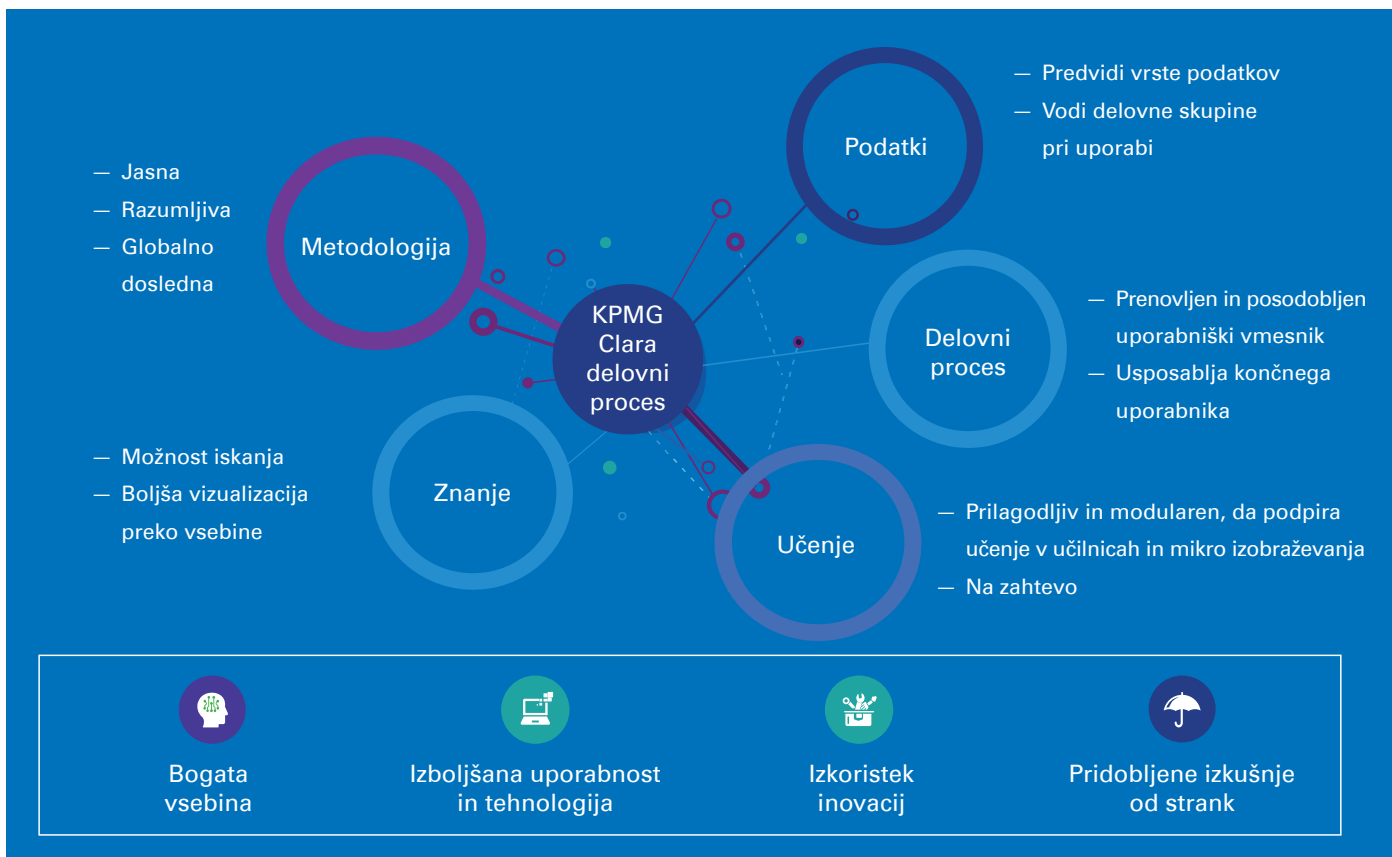 — Jasna
— Razumljiva
— Globalno
dosledna
Metodologija
Podatki
— Predvidi vrste podatkov
— Vodi delovne skupine
pri uporabi
KPMG
Clara
delovni
proces
Delovni
proces
— Prenovljen in posodobljen
uporabniški vmesnik
— Usposablja končnega
uporabnika
— Možnost iskanja
— Boljša vizualizacija
preko vsebine
Znanje
Učenje
— Prilagodljiv in modularen, da podpira
učenje v učilnicah in mikro izobraževanja
— Na zahtevo
Bogata
vsebina
Izboljšana uporabnost
in tehnologija
Izkoristek
inovacij
Pridobljene izkušnje
od strank